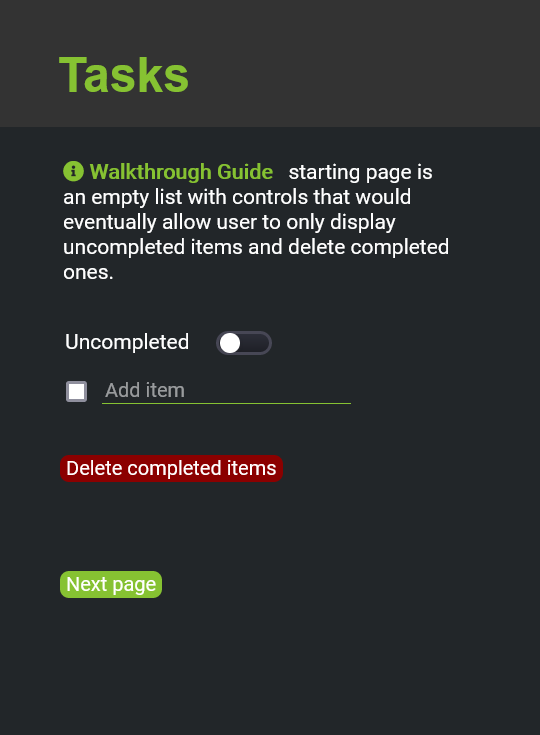 Tasks
Walkthrough Guide starting page is
an empty list with controls that would
eventually allow user to only display
uncompleted items and delete completed
ones.
Uncompleted
Add item
Delete completed items
Next page